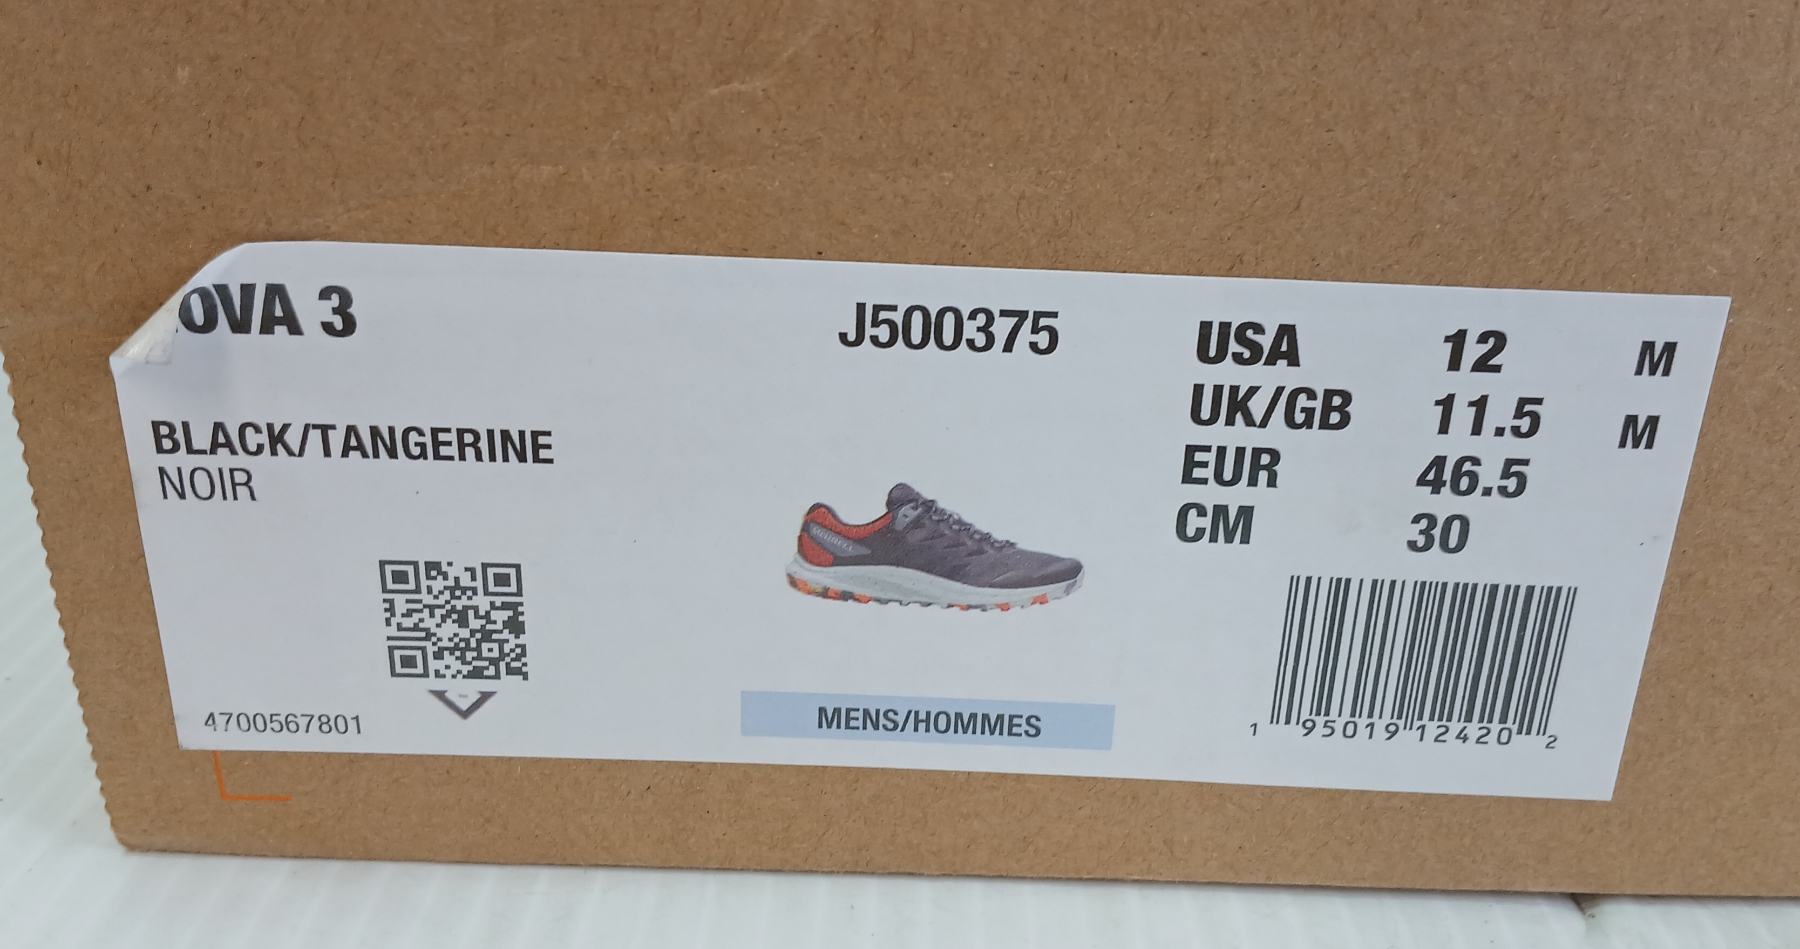 OVA 3
J500375
BLACK/TANGERINE
NOIR
USA 12 M
UK/GB 11.5 M
EUR 46.5
CM 30
MERRELL
4700567801
MENS/HOMMES
1 95019 12420 2